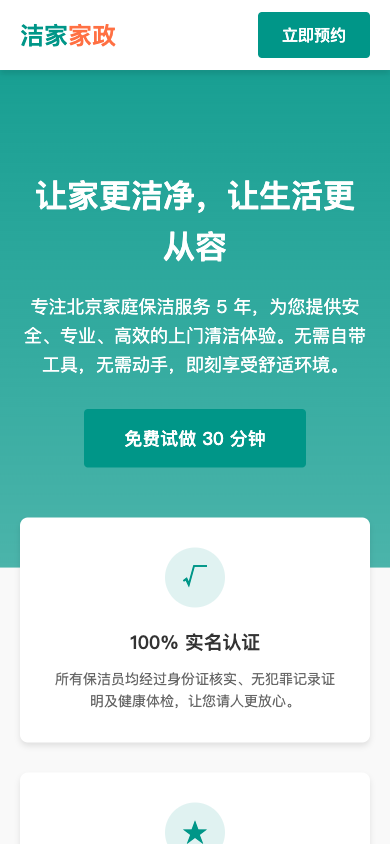 洁家家政
立即预约
让家更洁净，让生活更
从容
专注北京家庭保洁服务 5 年，为您提供安
全、专业、高效的上门清洁体验。无需自带
工具，无需动手，即刻享受舒适环境。
免费试做 30 分钟
√
100% 实名认证
所有保洁员均经过身份证核实、无犯罪记录证
明及健康体检，让您请人更放心。
★